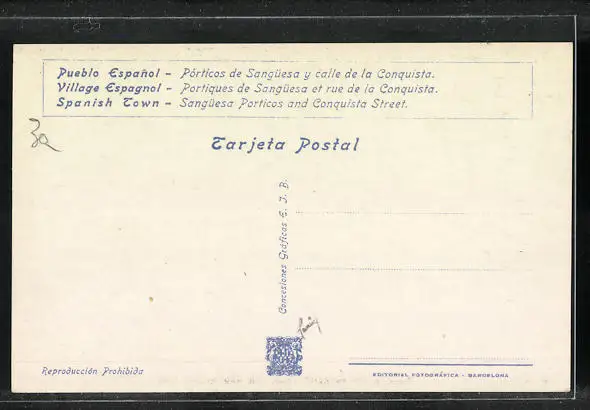 Pueblo Español - Pórticos de Sangüesa y calle de la Conquista.
Village Espagnol - Portiques de Sangüesa et rue de la Conquista.
Spanish Town - Sangüesa Porticos and Conquista Street.
Tarjeta Postal
Concesiones Gráficas E. I. B.
Reproducción Prohibida
EDITORIAL FOTOGRÁFICA - BARCELONA